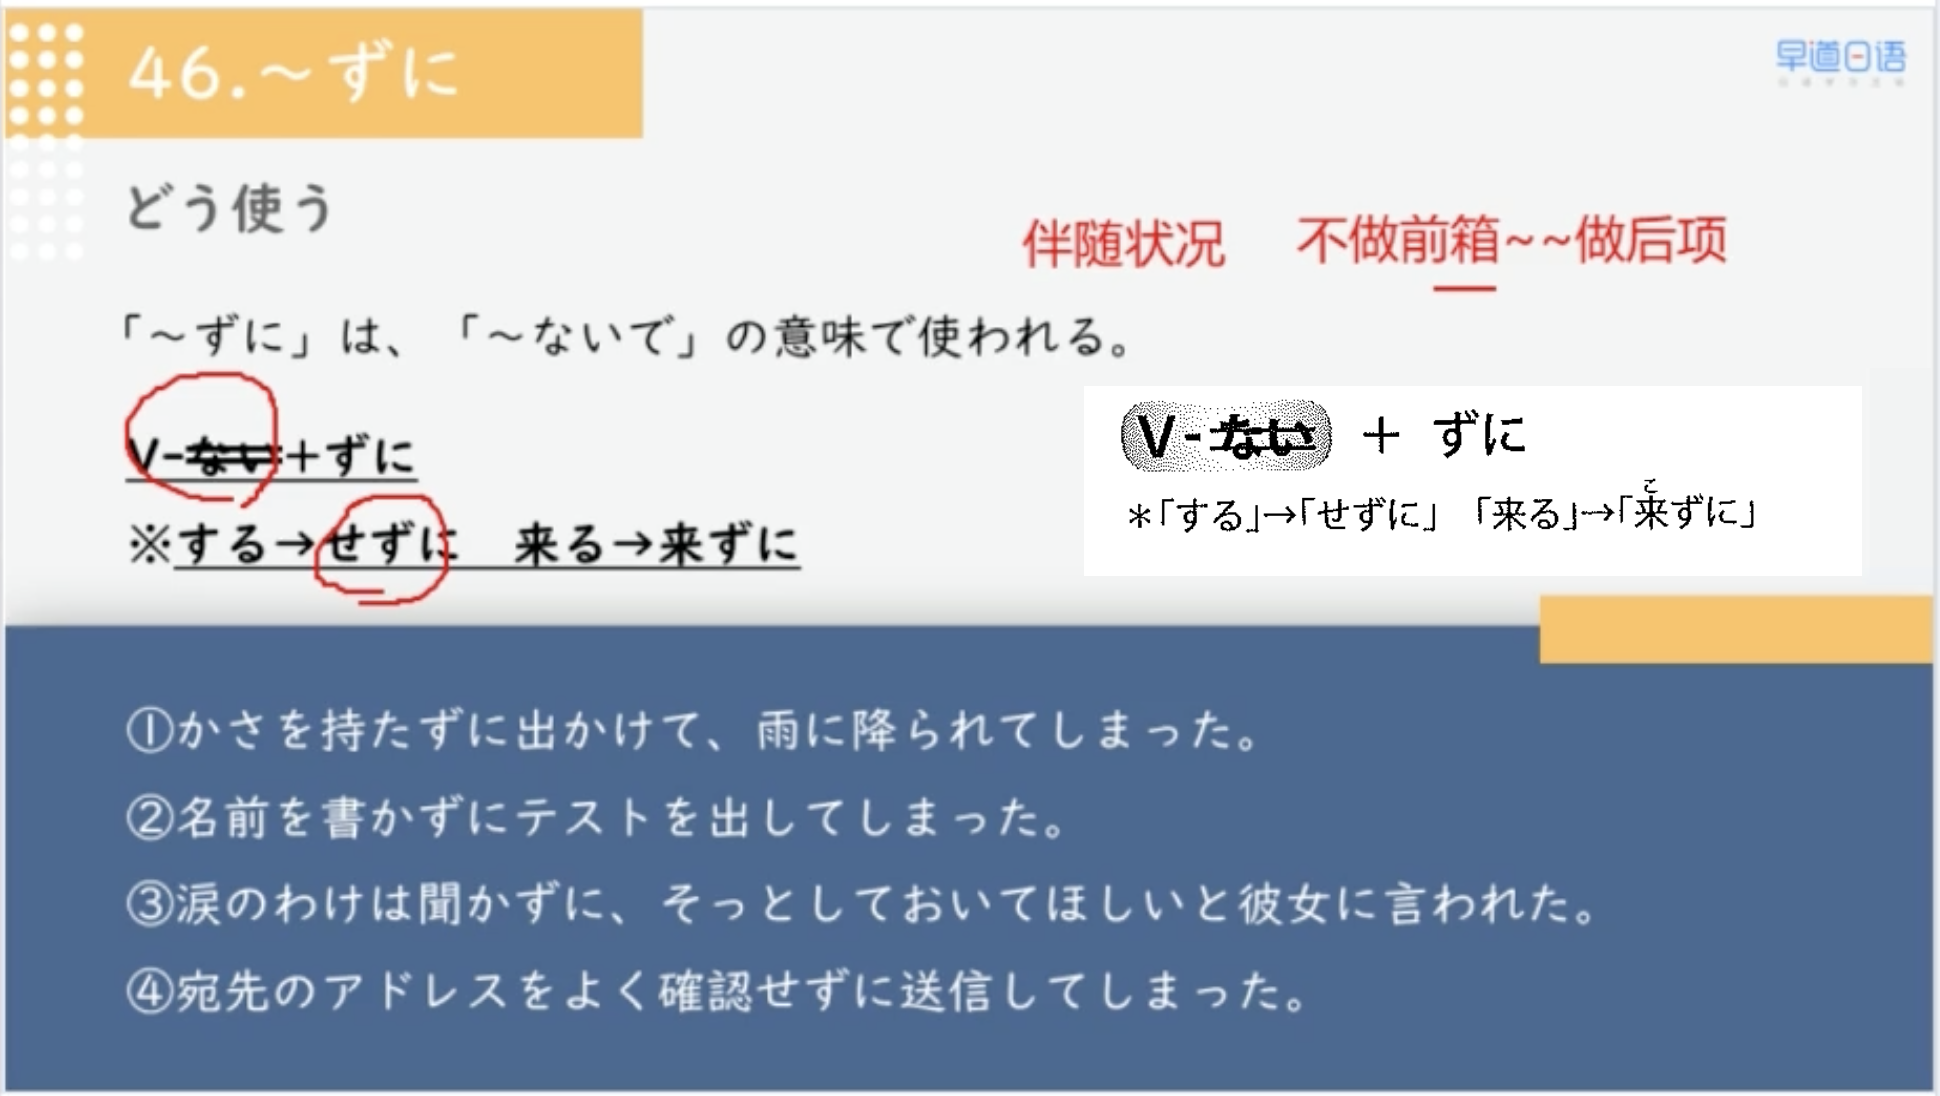 46.～ずに
早道日语
どう使う
伴随状况 不做前箱~~做后项
「～ずに」は、「～ないで」の意味で使われる。
V-ない+ずに
※する→せずに 来る→来ずに
V-ない + ずに
こ
*「する」→「せずに」 「来る」→「来ずに」
①かさを持たずに出かけて、雨に降られてしまった。
②名前を書かずにテストを出してしまった。
③涙のわけは聞かずに、そっとしておいてほしいと彼女に言われた。
④宛先のアドレスをよく確認せずに送信してしまった。